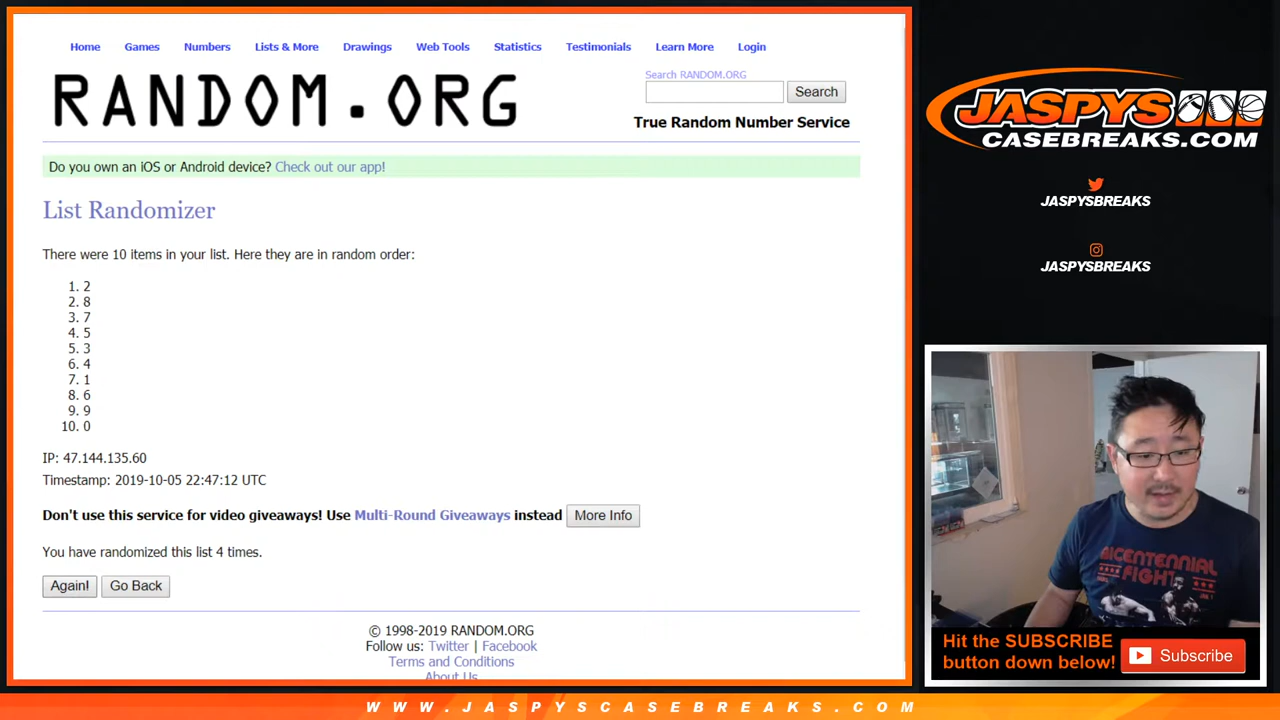 Home Games Numbers Lists & More Drawings Web Tools Statistics Testimonials Learn More Login
RANDOM.ORG
Search RANDOM.ORG
Search
True Random Number Service
Do you own an iOS or Android device? Check out our app!
List Randomizer
There were 10 items in your list. Here they are in random order:
1. 2
2. 8
3. 7
4. 5
5. 3
6. 4
7. 1
8. 6
9. 9
10. 0
IP: 47.144.135.60
Timestamp: 2019-10-05 22:47:12 UTC
Don't use this service for video giveaways! Use Multi-Round Giveaways instead More Info
You have randomized this list 4 times.
Again! Go Back
© 1998-2019 RANDOM.ORG
Follow us: Twitter | Facebook
Terms and Conditions
About Us
JASPYS
CASEBREAKS.COM
JASPYSBREAKS
JASPYSBREAKS
BICENTENNIAL
FIGHT
Hit the SUBSCRIBE
button down below!
Subscribe
WWW.JASPYSCASEBREAKS.COM